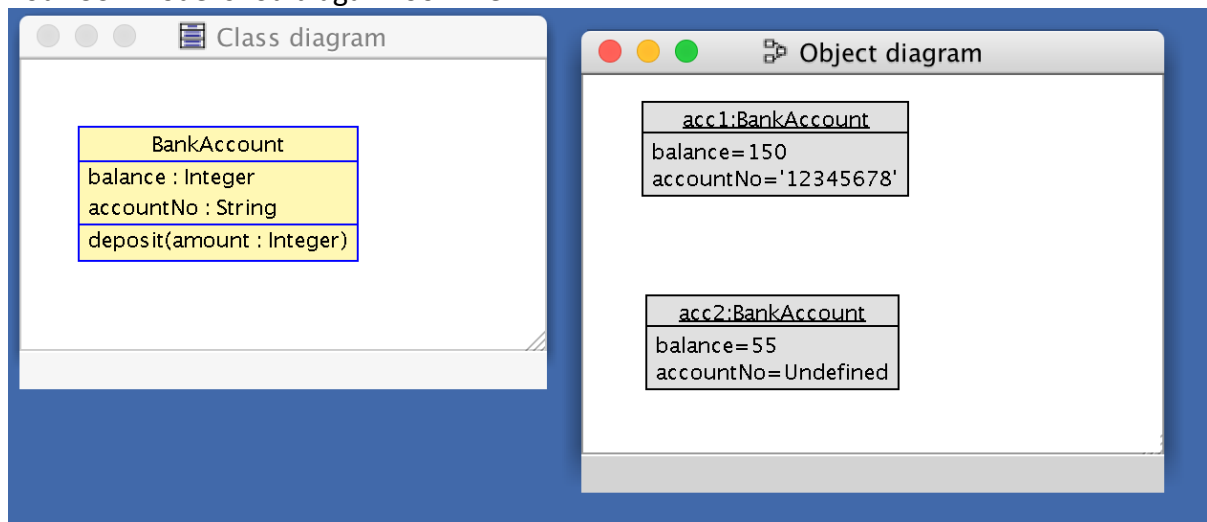 Class diagram
BankAccount
balance : Integer
accountNo : String
deposit(amount : Integer)
Object diagram
acc1:BankAccount
balance=150
accountNo='12345678'
acc2:BankAccount
balance=55
accountNo=Undefined